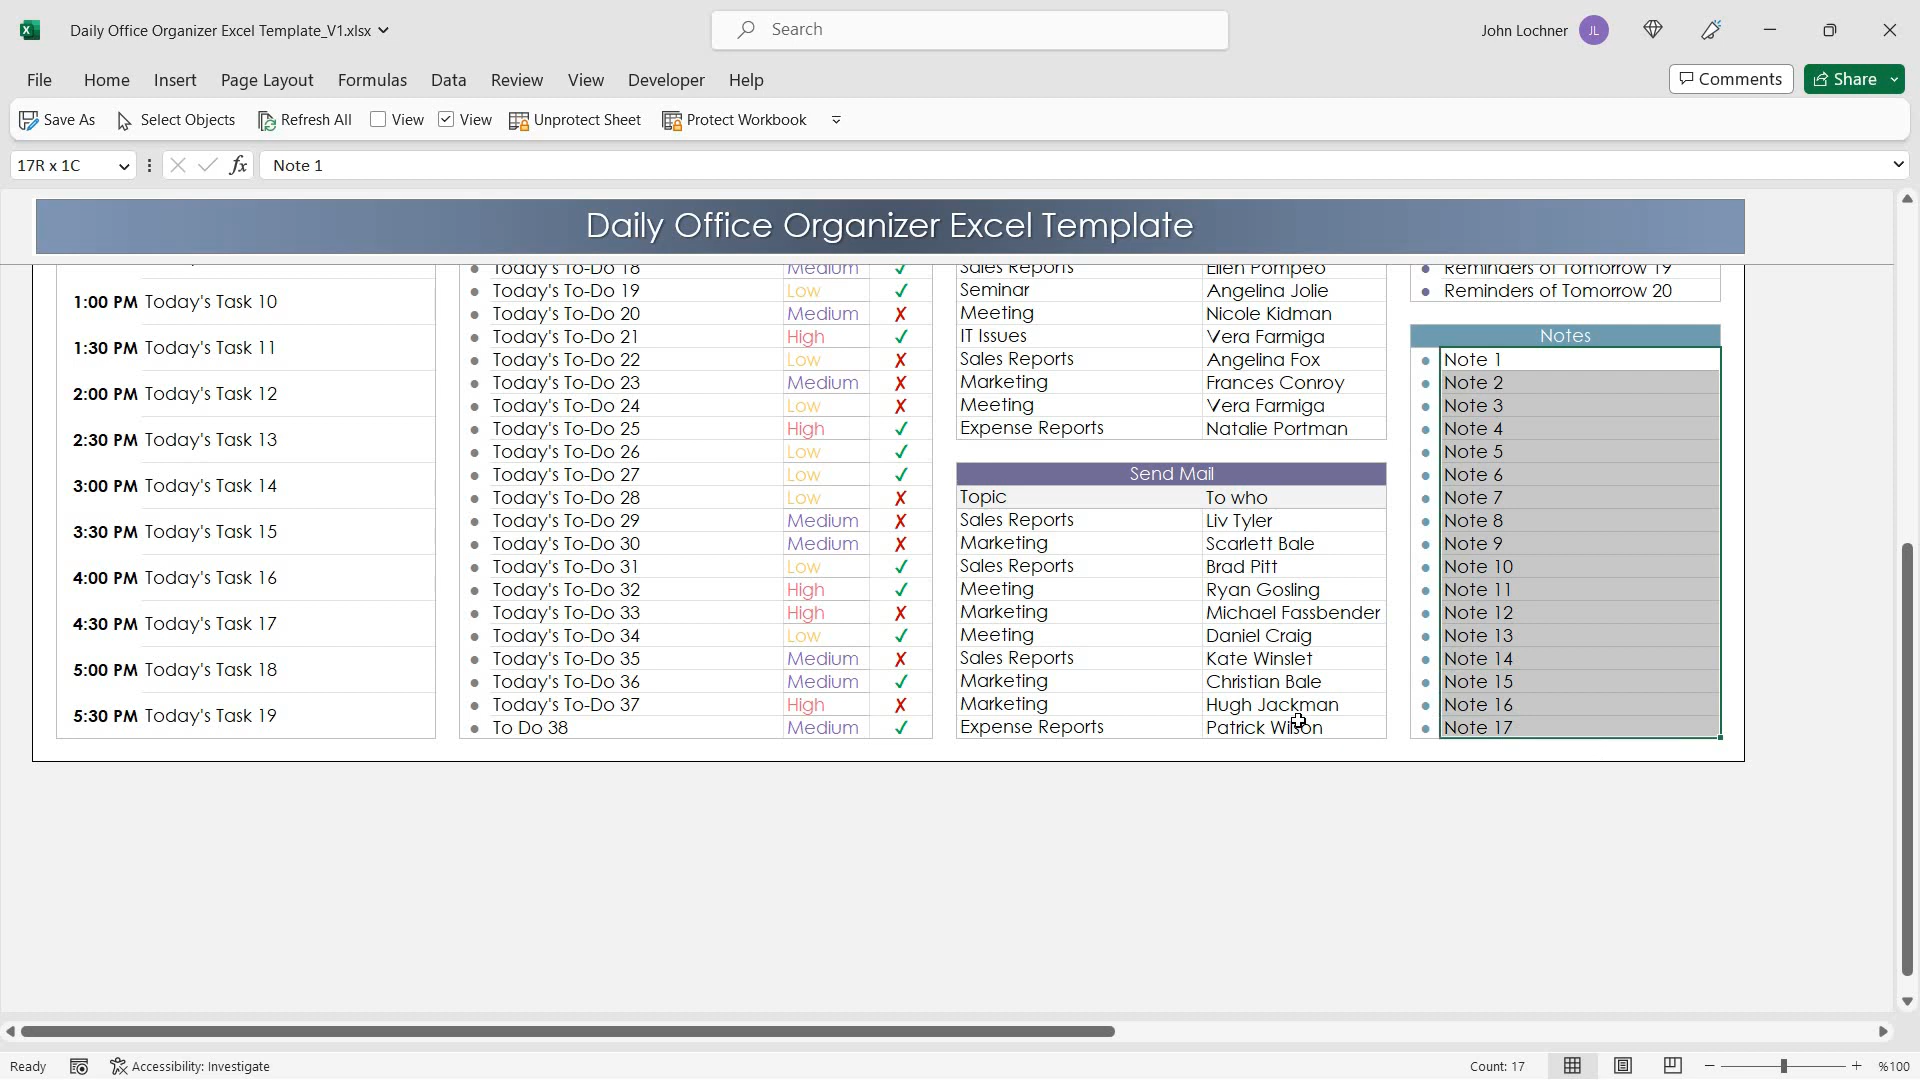 Daily Office Organizer Excel Template_V1.xlsx
Search
John Lochner JL
File Home Insert Page Layout Formulas Data Review View Developer Help
Comments Share
Save As Select Objects Refresh All View View Unprotect Sheet Protect Workbook
17R x 1C fx Note 1
Daily Office Organizer Excel Template
1:00 PM Today's Task 10
1:30 PM Today's Task 11
2:00 PM Today's Task 12
2:30 PM Today's Task 13
3:00 PM Today's Task 14
3:30 PM Today's Task 15
4:00 PM Today's Task 16
4:30 PM Today's Task 17
5:00 PM Today's Task 18
5:30 PM Today's Task 19
Today's To-Do 18 Medium ✓
Today's To-Do 19 Low ✓
Today's To-Do 20 Medium ✗
Today's To-Do 21 High ✓
Today's To-Do 22 Low ✗
Today's To-Do 23 Medium ✗
Today's To-Do 24 Low ✗
Today's To-Do 25 High ✓
Today's To-Do 26 Low ✓
Today's To-Do 27 Low ✓
Today's To-Do 28 Low ✗
Today's To-Do 29 Medium ✗
Today's To-Do 30 Medium ✗
Today's To-Do 31 Low ✓
Today's To-Do 32 High ✓
Today's To-Do 33 High ✗
Today's To-Do 34 Low ✓
Today's To-Do 35 Medium ✗
Today's To-Do 36 Medium ✓
Today's To-Do 37 High ✗
To Do 38 Medium ✓
Sales Reports Ellen Pompeo
Seminar Angelina Jolie
Meeting Nicole Kidman
IT Issues Vera Farmiga
Sales Reports Angelina Fox
Marketing Frances Conroy
Meeting Vera Farmiga
Expense Reports Natalie Portman
Send Mail
Topic To who
Sales Reports Liv Tyler
Marketing Scarlett Bale
Sales Reports Brad Pitt
Meeting Ryan Gosling
Marketing Michael Fassbender
Meeting Daniel Craig
Sales Reports Kate Winslet
Marketing Christian Bale
Marketing Hugh Jackman
Expense Reports Patrick Wilson
Reminders of Tomorrow 19
Reminders of Tomorrow 20
Notes
Note 1
Note 2
Note 3
Note 4
Note 5
Note 6
Note 7
Note 8
Note 9
Note 10
Note 11
Note 12
Note 13
Note 14
Note 15
Note 16
Note 17
Ready Accessibility: Investigate Count: 17 %100